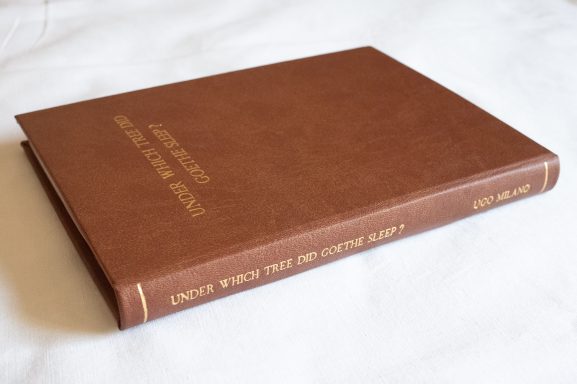 UNDER WHICH TREE DID
GOETHE SLEEP?
UNDER WHICH TREE DID GOETHE SLEEP?
UGO MILANO